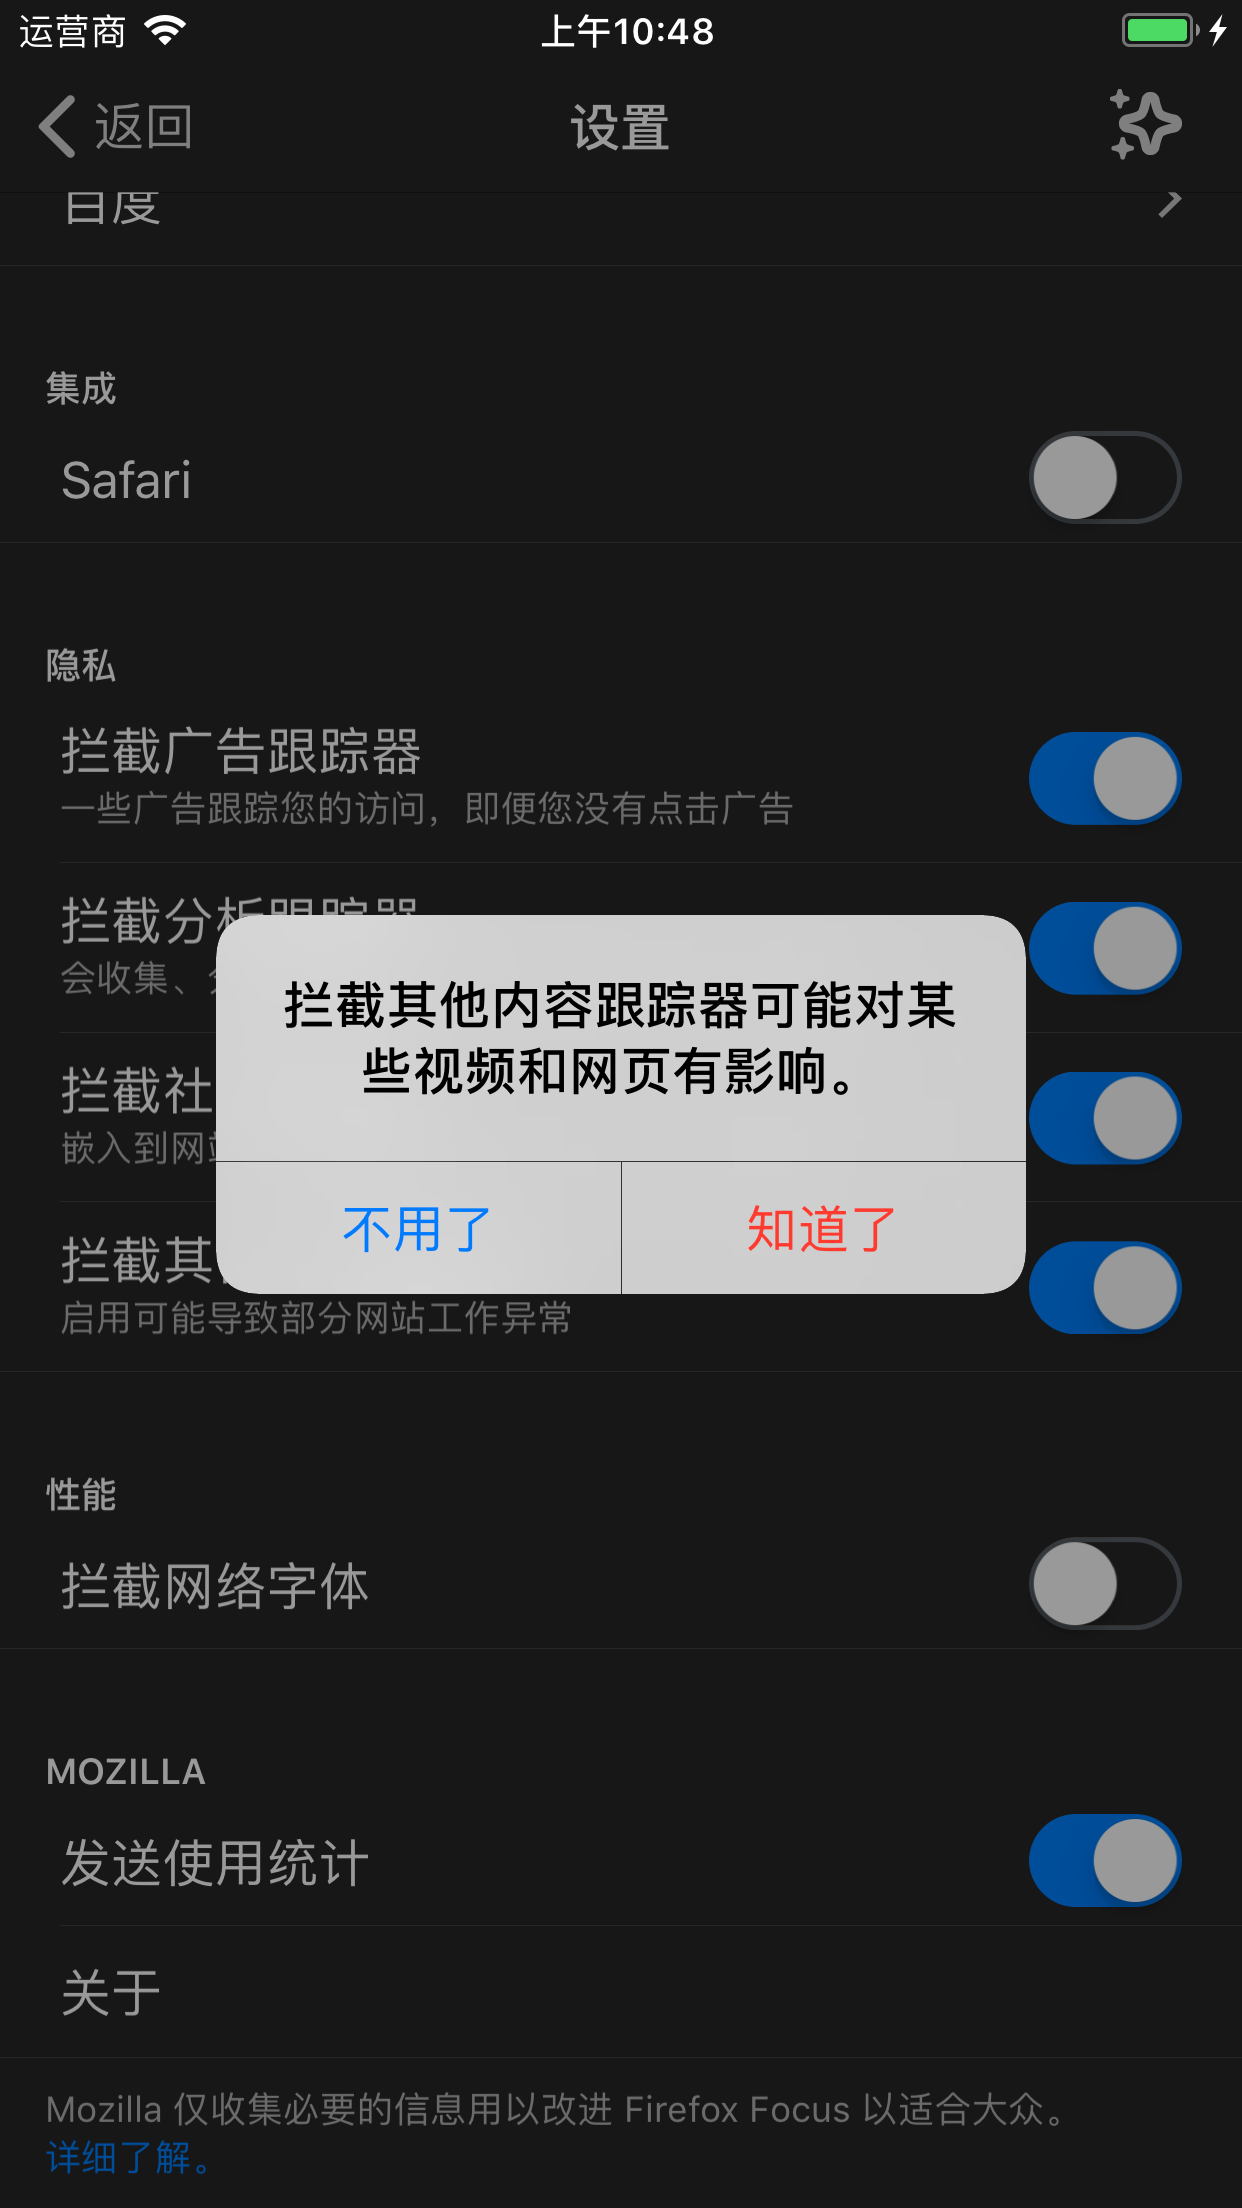 运营商
上午10:48
返回
设置
百度
集成
Safari
隐私
拦截广告跟踪器
一些广告跟踪您的访问，即便您没有点击广告
拦截分析跟踪器
会收集、
拦截社
嵌入到网站
拦截其
启用可能导致部分网站工作异常
拦截其他内容跟踪器可能对某
些视频和网页有影响。
不用了
知道了
性能
拦截网络字体
MOZILLA
发送使用统计
关于
Mozilla 仅收集必要的信息用以改进 Firefox Focus 以适合大众。
详细了解。